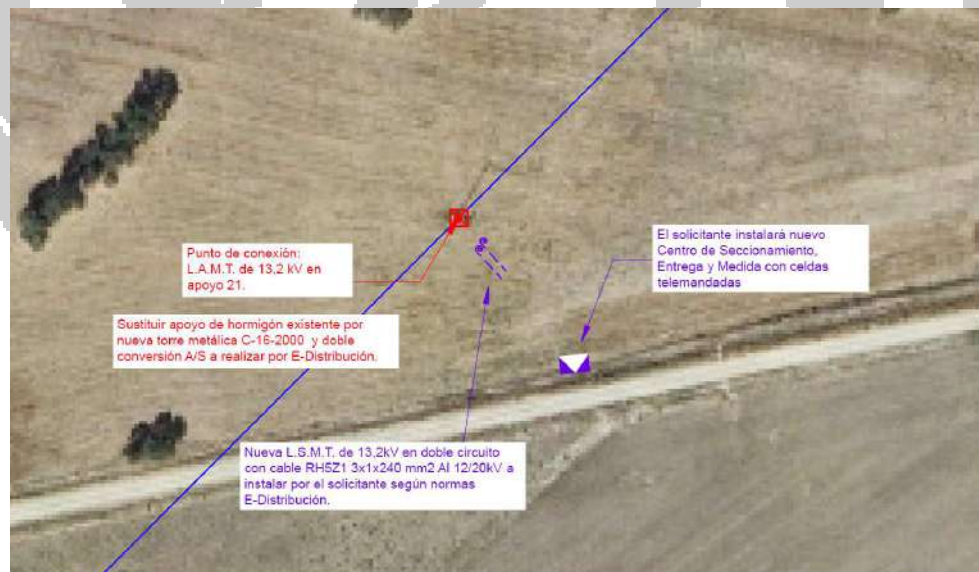 Punto de conexión:
L.A.M.T. de 13,2 kV en
apoyo 21.
El solicitante instalará nuevo
Centro de Seccionamiento,
Entrega y Medida con celdas
telemandadas
Sustituir apoyo de hormigón existente por
nueva torre metálica C-16-2000 y doble
conversión A/S a realizar por E-Distribución.
Nueva L.S.M.T. de 13,2kV en doble circuito
con cable RH5Z1 3x1x240 mm2 Al 12/20kV a
instalar por el solicitante según normas
E-Distribución.